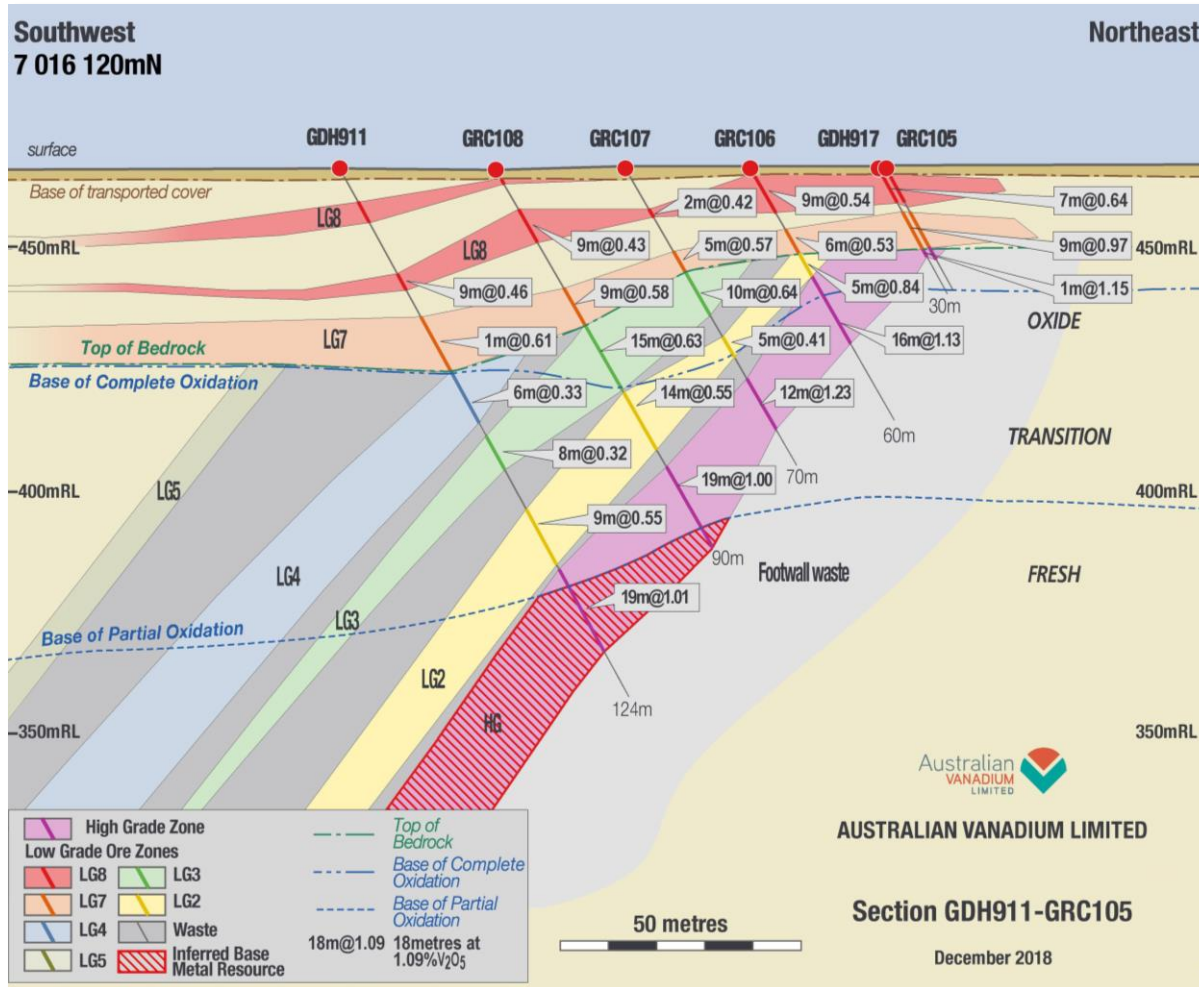 Southwest
7 016 120mN
Northeast
surface
GDH911
GRC108
GRC107
GRC106
GDH917
GRC105
Base of transported cover
LG8
2m@0.42
9m@0.54
7m@0.64
450mRL
LG8
9m@0.43
5m@0.57
6m@0.53
9m@0.97
450mRL
9m@0.46
9m@0.58
10m@0.64
5m@0.84
30m
1m@1.15
OXIDE
LG7
Top of Bedrock
1m@0.61
15m@0.63
5m@0.41
16m@1.13
Base of Complete Oxidation
6m@0.33
14m@0.55
12m@1.23
60m
TRANSITION
8m@0.32
70m
LG5
400mRL
19m@1.00
400mRL
9m@0.55
90m
LG4
Footwall waste
FRESH
19m@1.01
LG3
Base of Partial Oxidation
LG2
124m
HG
350mRL
350mRL
Australian
VANADIUM
LIMITED
AUSTRALIAN VANADIUM LIMITED
Section GDH911-GRC105
December 2018
50 metres
High Grade Zone
Low Grade Ore Zones
LG8
LG3
LG7
LG2
LG4
Waste
LG5
Inferred Base
Metal Resource
Top of
Bedrock
Base of Complete
Oxidation
Base of Partial
Oxidation
18m@1.09 18metres at
1.09%V₂O₅